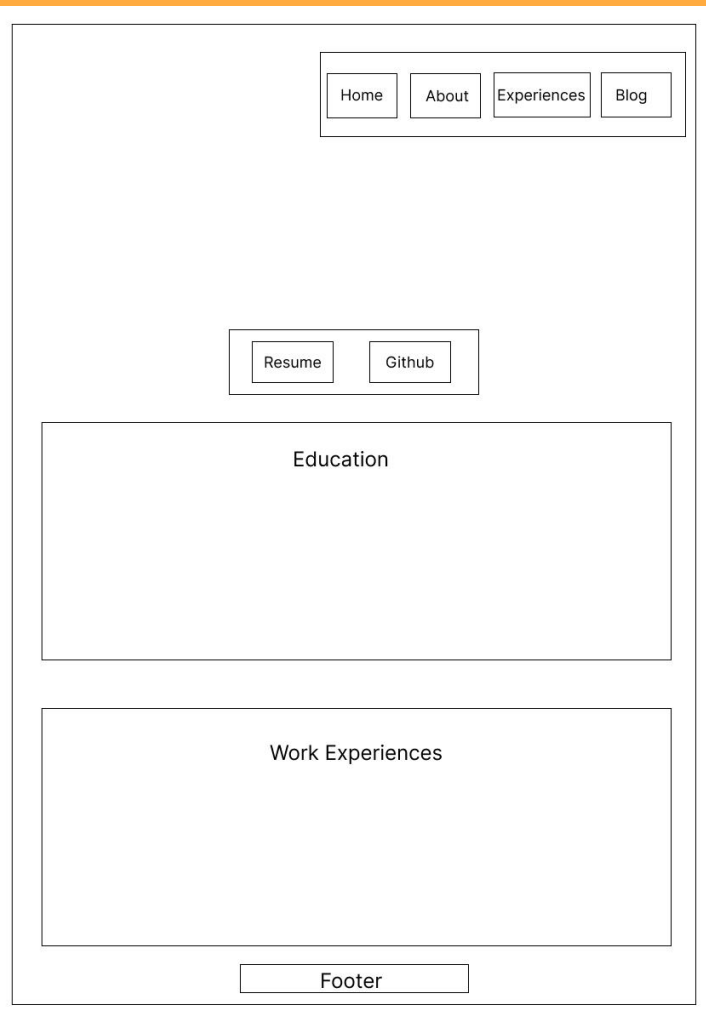 Home About Experiences Blog
Resume Github
Education
Work Experiences
Footer